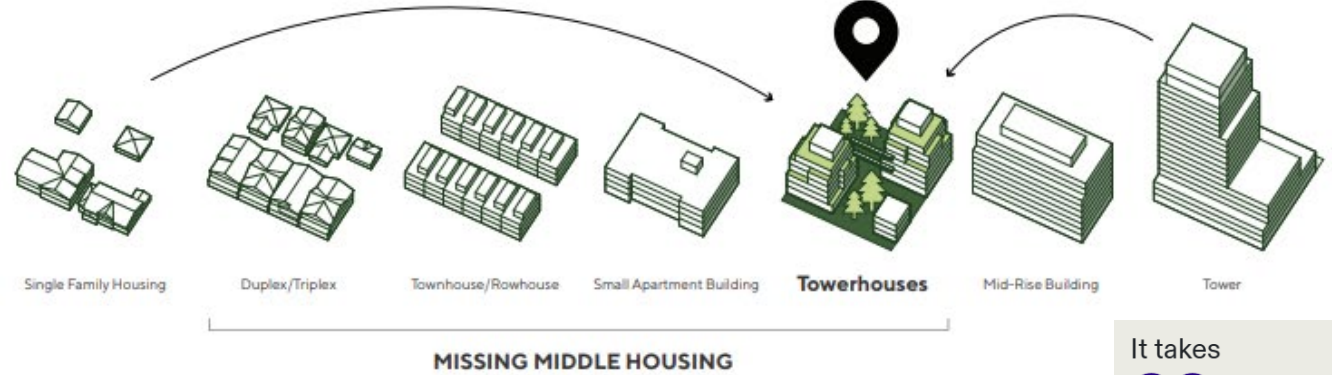 Single Family Housing
Duplex/Triplex
Townhouse/Rowhouse
Small Apartment Building
Towerhouses
Mid-Rise Building
Tower
MISSING MIDDLE HOUSING
It takes